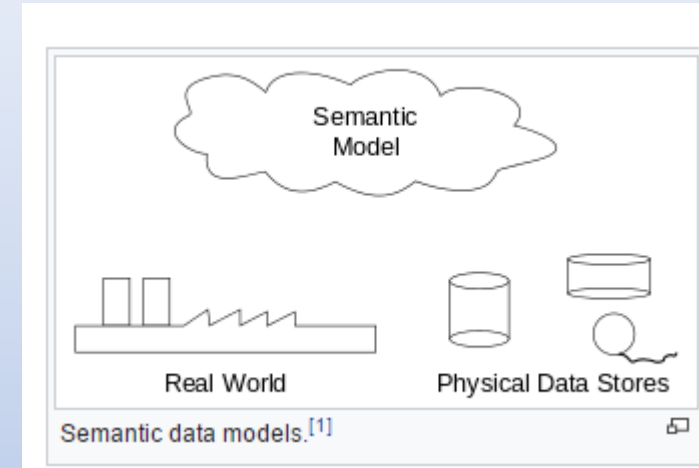 Semantic
Model
Real World
Physical Data Stores
Semantic data models.[1]